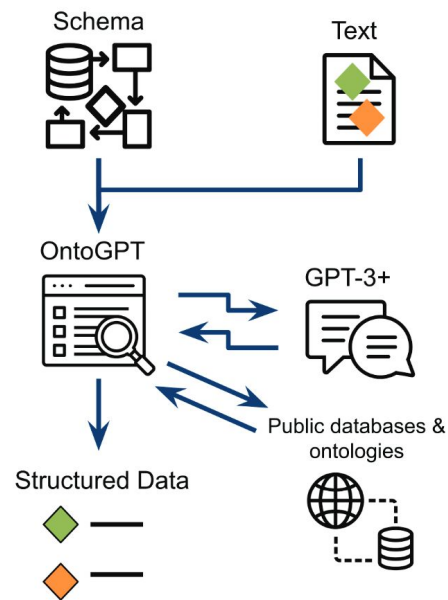 Schema
Text
OntoGPT
GPT-3+
Public databases &
ontologies
Structured Data